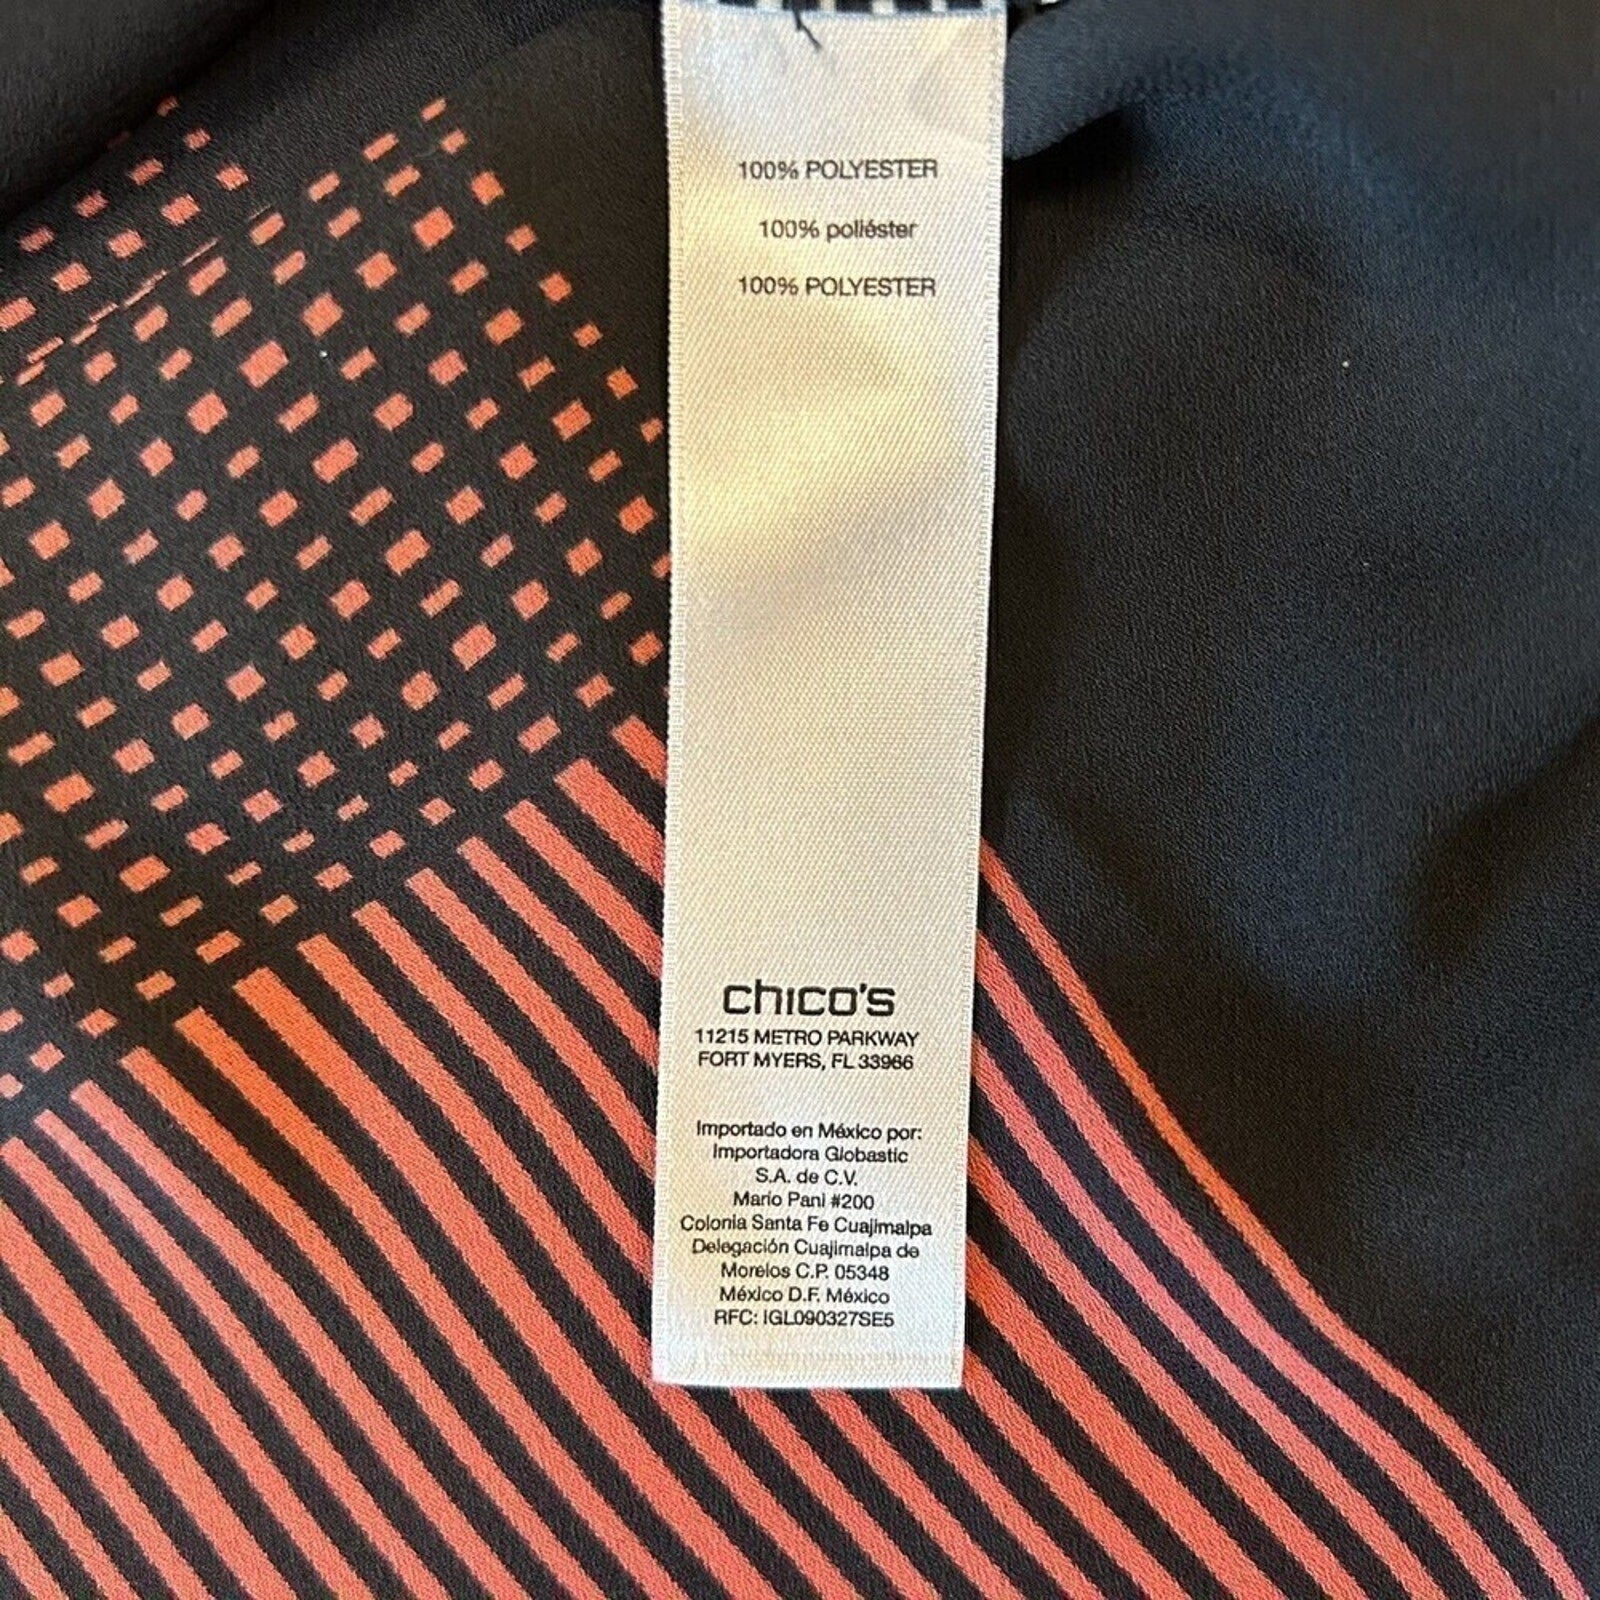 100% POLYESTER
100% poliéster
100% POLYESTER
chico's
11215 METRO PARKWAY
FORT MYERS, FL 33966
Importado en México por:
Importadora Globastic
S.A. de C.V.
Mario Pani #200
Colonia Santa Fe Cuajimalpa
Delegación Cuajimalpa de
Morelos C.P. 05348
México D.F. México
RFC: IGL090327SE5